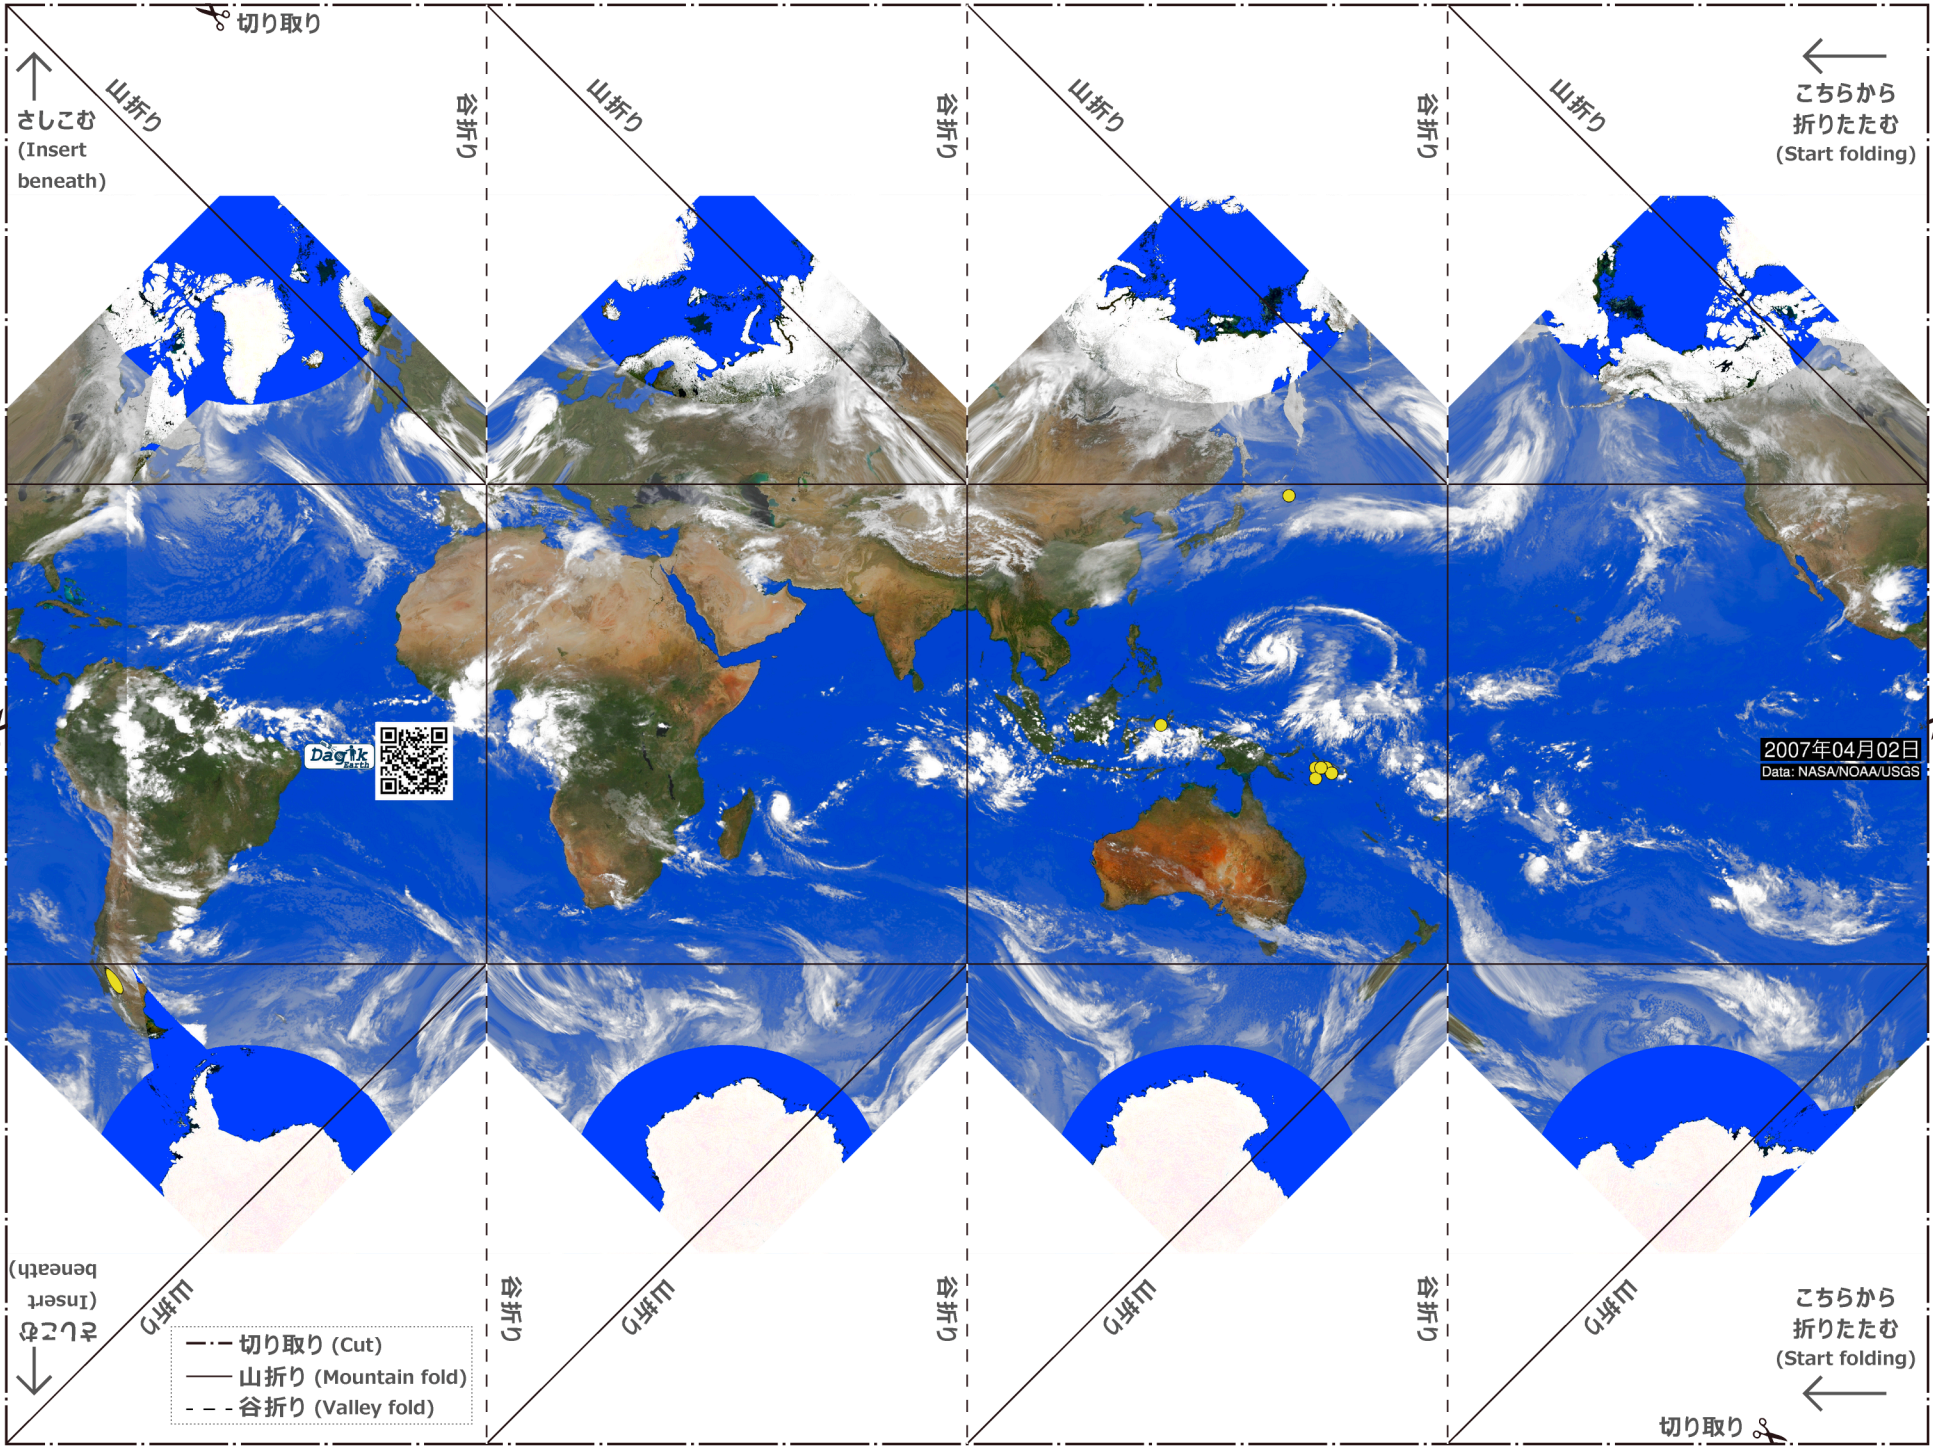 切り取り
さしこむ
(Insert
beneath)
山折り
谷折り
山折り
谷折り
山折り
谷折り
山折り
こちらから
折りたたむ
(Start folding)
Dagik
Earth
2007年04月02日
Data: NASA/NOAA/USGS
さしこむ
(Insert
beneath)
山折り
谷折り
山折り
谷折り
山折り
谷折り
山折り
こちらから
折りたたむ
(Start folding)
切り取り (Cut)
山折り (Mountain fold)
谷折り (Valley fold)
切り取り